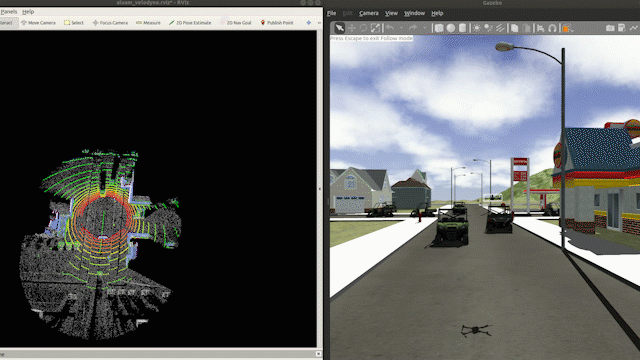 aloam_velodyne.rviz* - RViz
Gazebo
Panels Help
File Edit Camera View Window Help
Interact Move Camera Select Focus Camera Measure 2D Pose Estimate 2D Nav Goal Publish Point
Press Escape to exit Follow mode